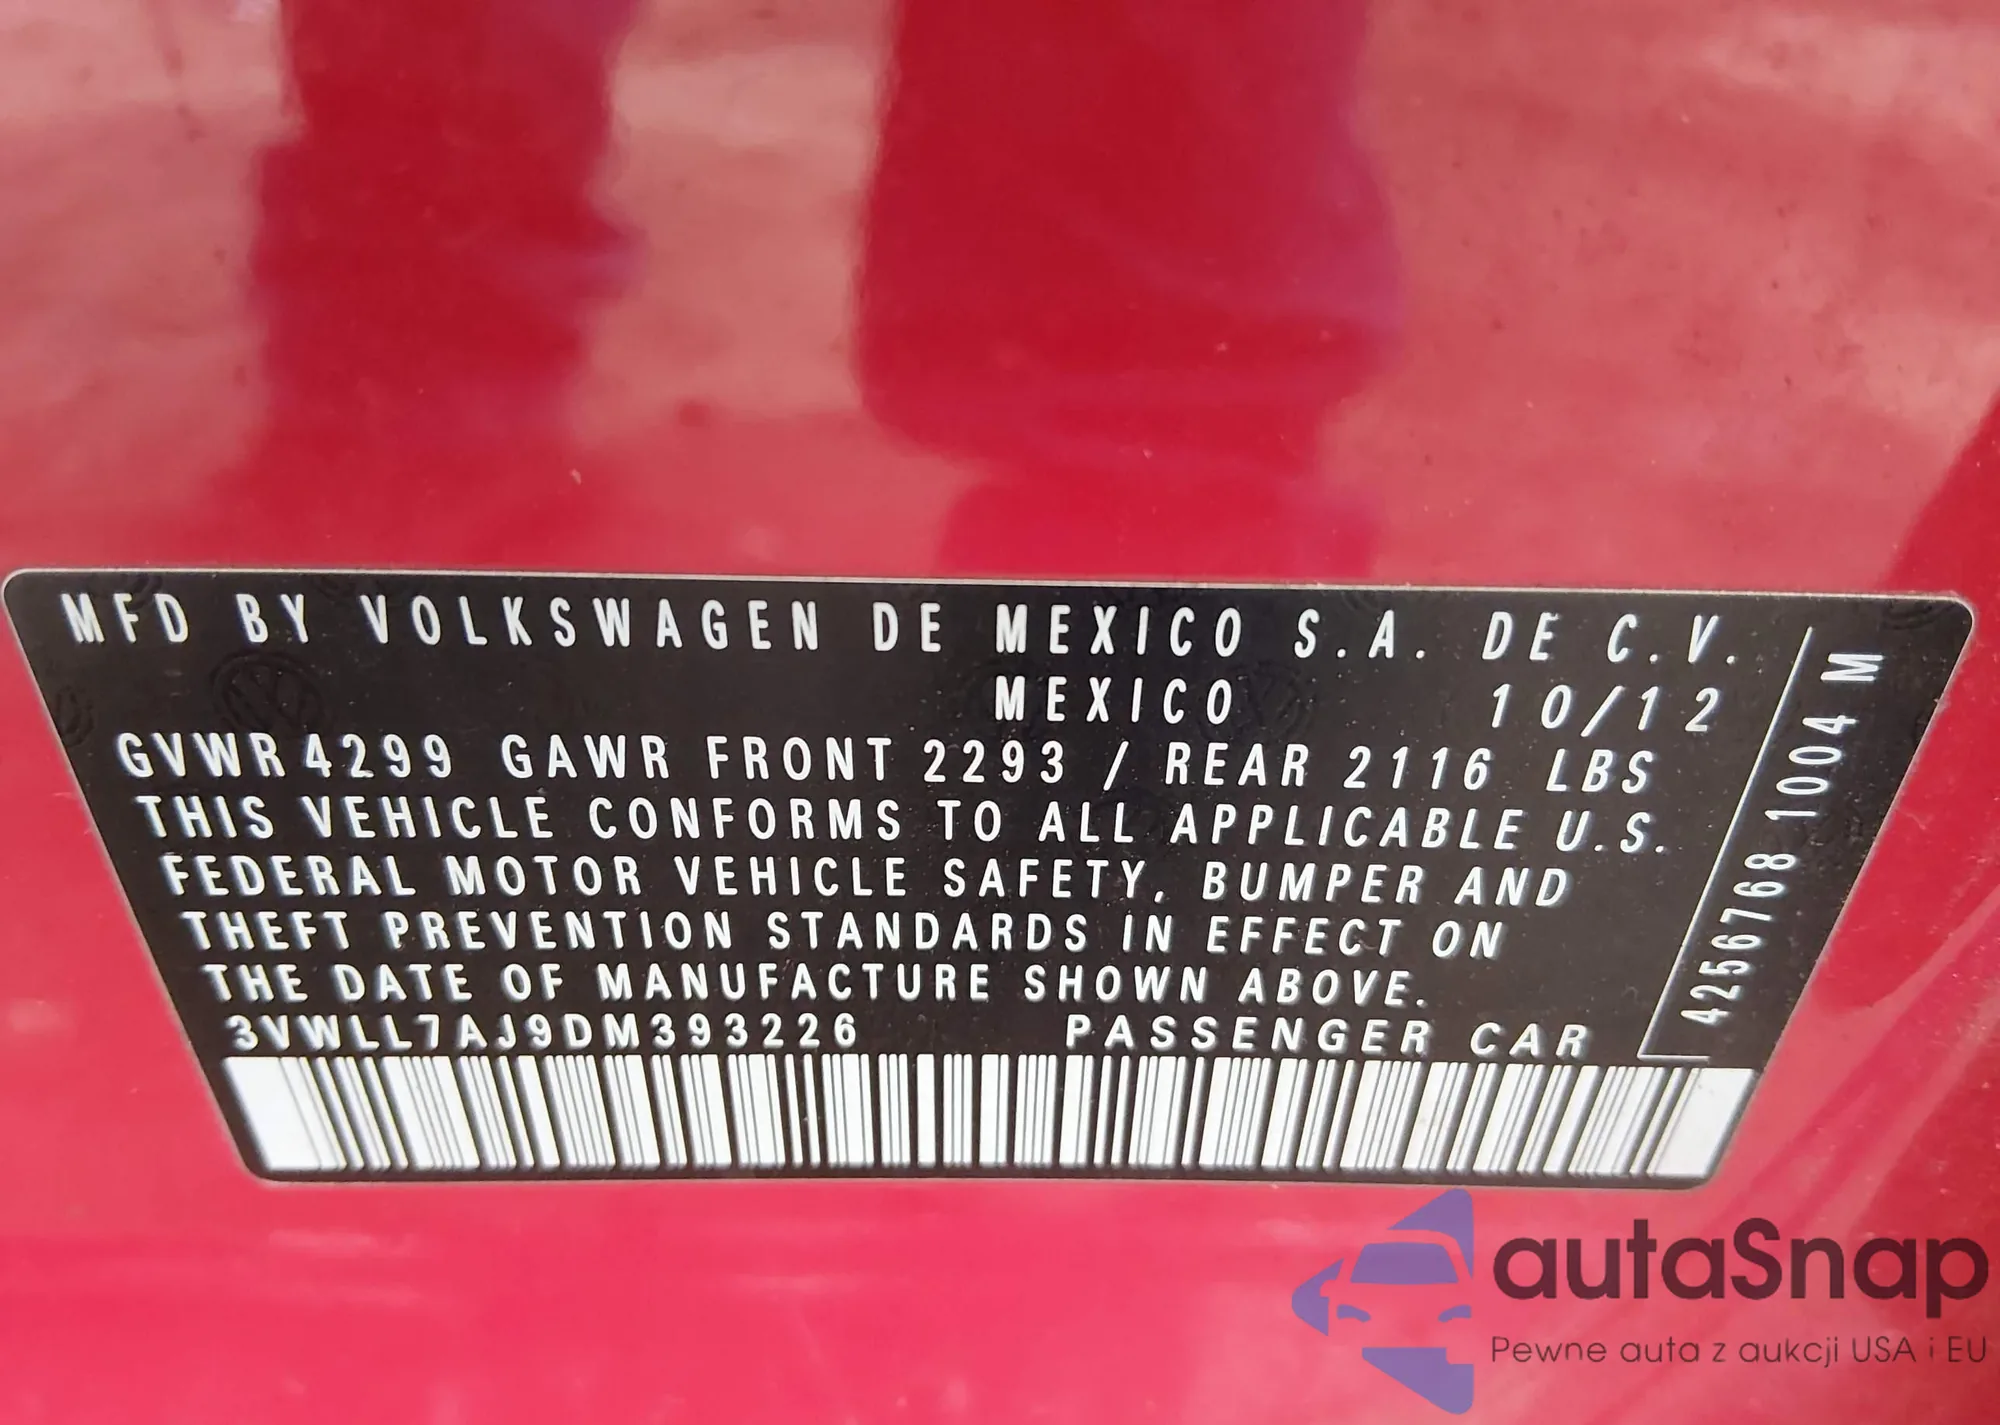 MFD BY VOLKSWAGEN DE MEXICO S.A. DE C.V.
MEXICO 10/12
GVWR 4299 GAWR FRONT 2293 / REAR 2116 LBS
THIS VEHICLE CONFORMS TO ALL APPLICABLE U.S.
FEDERAL MOTOR VEHICLE SAFETY, BUMPER AND
THEFT PREVENTION STANDARDS IN EFFECT ON
THE DATE OF MANUFACTURE SHOWN ABOVE.
3VWLL7AJ9DM393226 PASSENGER CAR
4256768 1004 M
autaSnap
Pewne auta z aukcji USA i EU